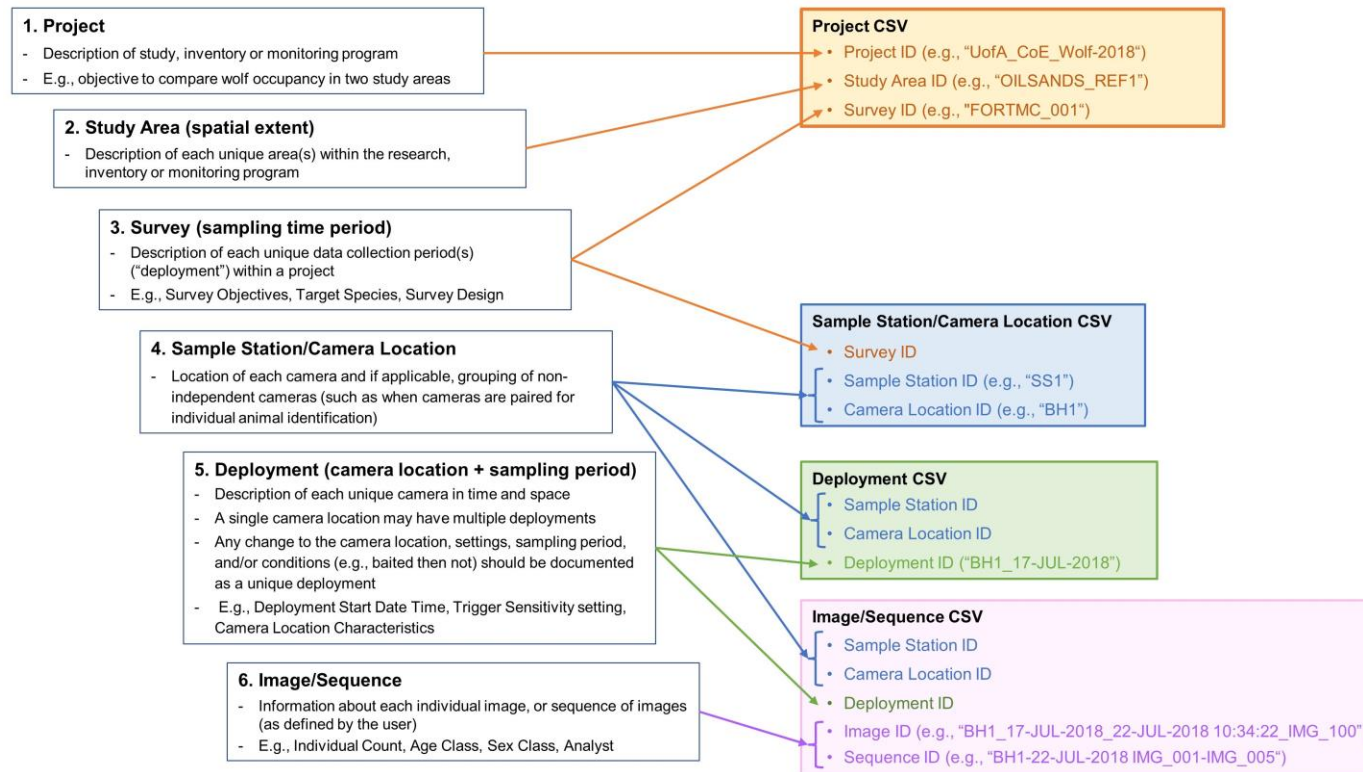 1. Project
- Description of study, inventory or monitoring program
- E.g., objective to compare wolf occupancy in two study areas
2. Study Area (spatial extent)
- Description of each unique area(s) within the research,
inventory or monitoring program
3. Survey (sampling time period)
- Description of each unique data collection period(s)
(“deployment”) within a project
- E.g., Survey Objectives, Target Species, Survey Design
4. Sample Station/Camera Location
- Location of each camera and if applicable, grouping of non-
independent cameras (such as when cameras are paired for
individual animal identification)
5. Deployment (camera location + sampling period)
- Description of each unique camera in time and space
- A single camera location may have multiple deployments
- Any change to the camera location, settings, sampling period,
and/or conditions (e.g., baited then not) should be documented
as a unique deployment
- E.g., Deployment Start Date Time, Trigger Sensitivity setting,
Camera Location Characteristics
6. Image/Sequence
- Information about each individual image, or sequence of images
(as defined by the user)
- E.g., Individual Count, Age Class, Sex Class, Analyst
Project CSV
• Project ID (e.g., “UofA_CoE_Wolf-2018“)
• Study Area ID (e.g., “OILSANDS_REF1”)
• Survey ID (e.g., "FORTMC_001“)
Sample Station/Camera Location CSV
• Survey ID
• Sample Station ID (e.g., “SS1”)
• Camera Location ID (e.g., “BH1”)
Deployment CSV
• Sample Station ID
• Camera Location ID
• Deployment ID (“BH1_17-JUL-2018”)
Image/Sequence CSV
• Sample Station ID
• Camera Location ID
• Deployment ID
• Image ID (e.g., “BH1_17-JUL-2018_22-JUL-2018 10:34:22_IMG_100”
• Sequence ID (e.g., “BH1-22-JUL-2018 IMG_001-IMG_005“)